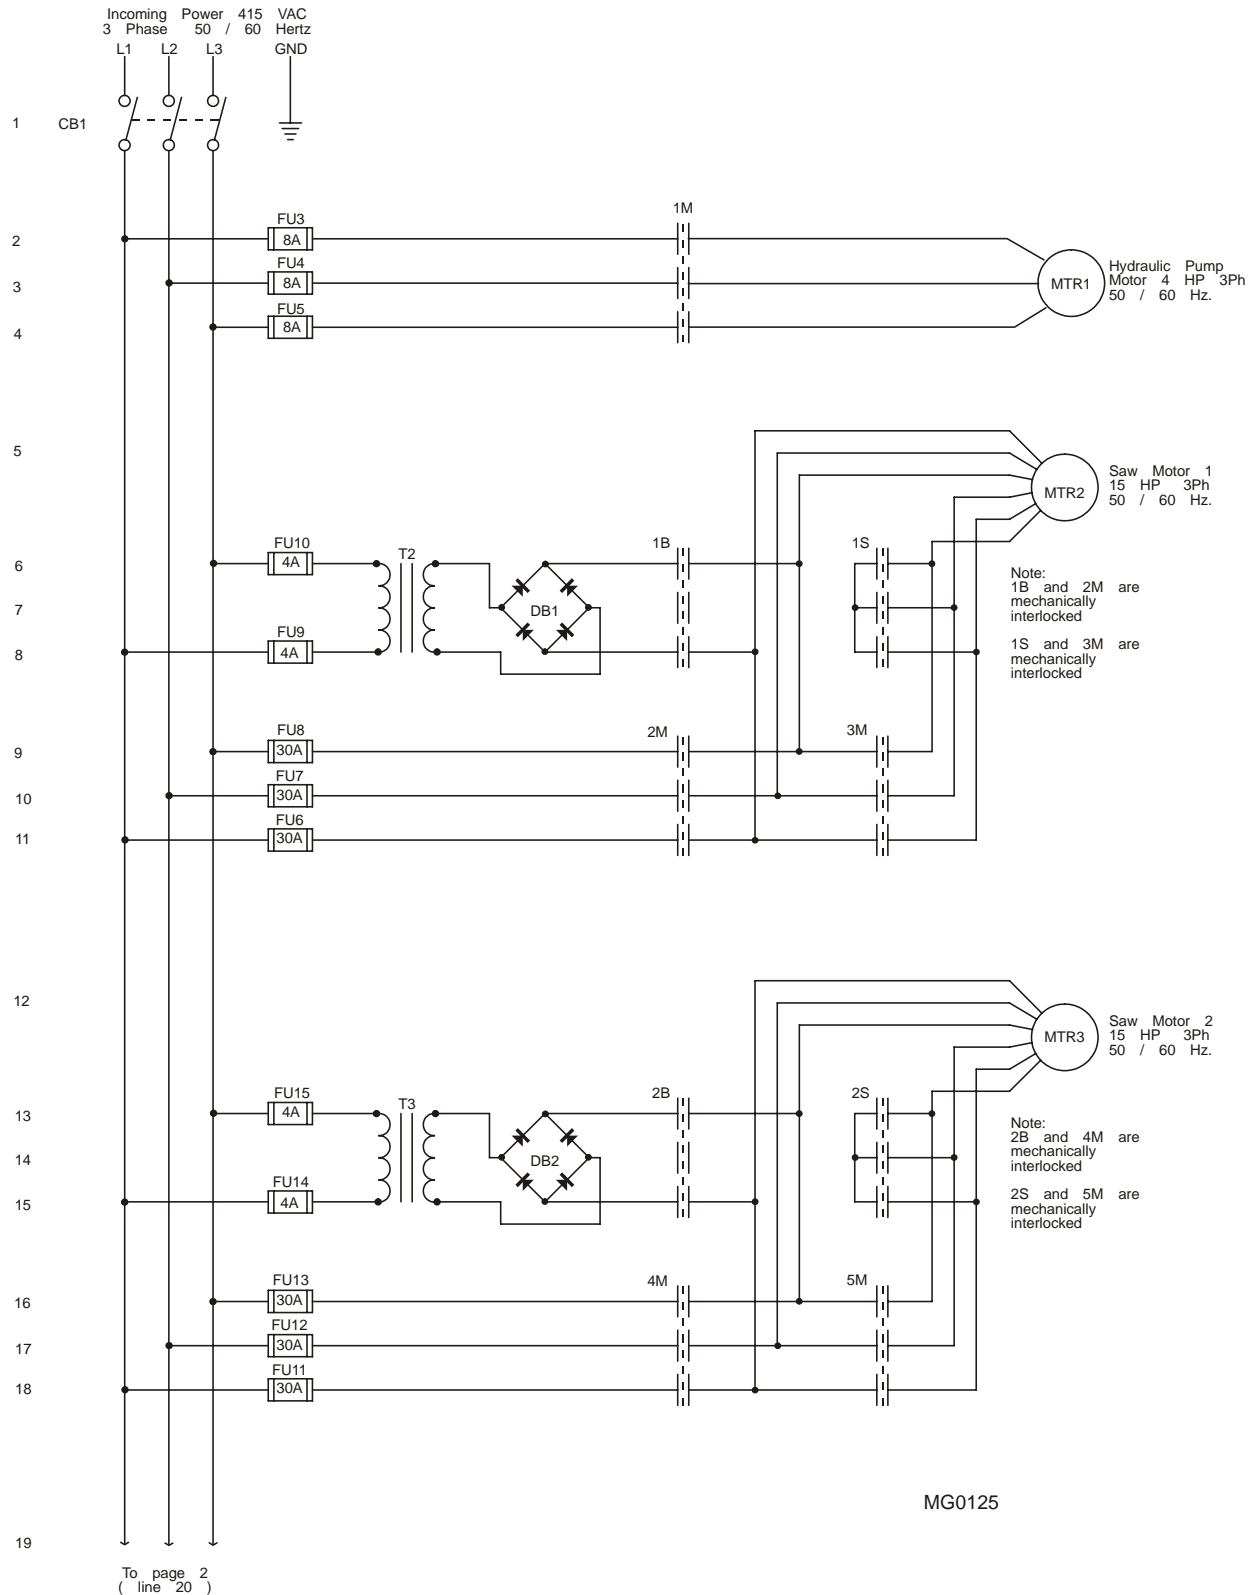 Incoming Power 415 VAC
3 Phase 50 / 60 Hertz
L1 L2 L3 GND
1 CB1
FU3 1M
2 8A
FU4
3 8A MTR1 Hydraulic Pump
Motor 4 HP 3Ph
50 / 60 Hz.
FU5
4 8A
5
MTR2 Saw Motor 1
15 HP 3Ph
50 / 60 Hz.
FU10 T2 1B 1S
6 4A
Note:
1B and 2M are
mechanically
interlocked
7 DB1
FU9
8 4A
1S and 3M are
mechanically
interlocked
FU8 2M 3M
9 30A
FU7
10 30A
FU6
11 30A
12
MTR3 Saw Motor 2
15 HP 3Ph
50 / 60 Hz.
FU15 T3 2B 2S
13 4A
Note:
2B and 4M are
mechanically
interlocked
14 DB2
FU14
15 4A
2S and 5M are
mechanically
interlocked
FU13 4M 5M
16 30A
FU12
17 30A
FU11
18 30A
MG0125
19
To page 2
( line 20 )